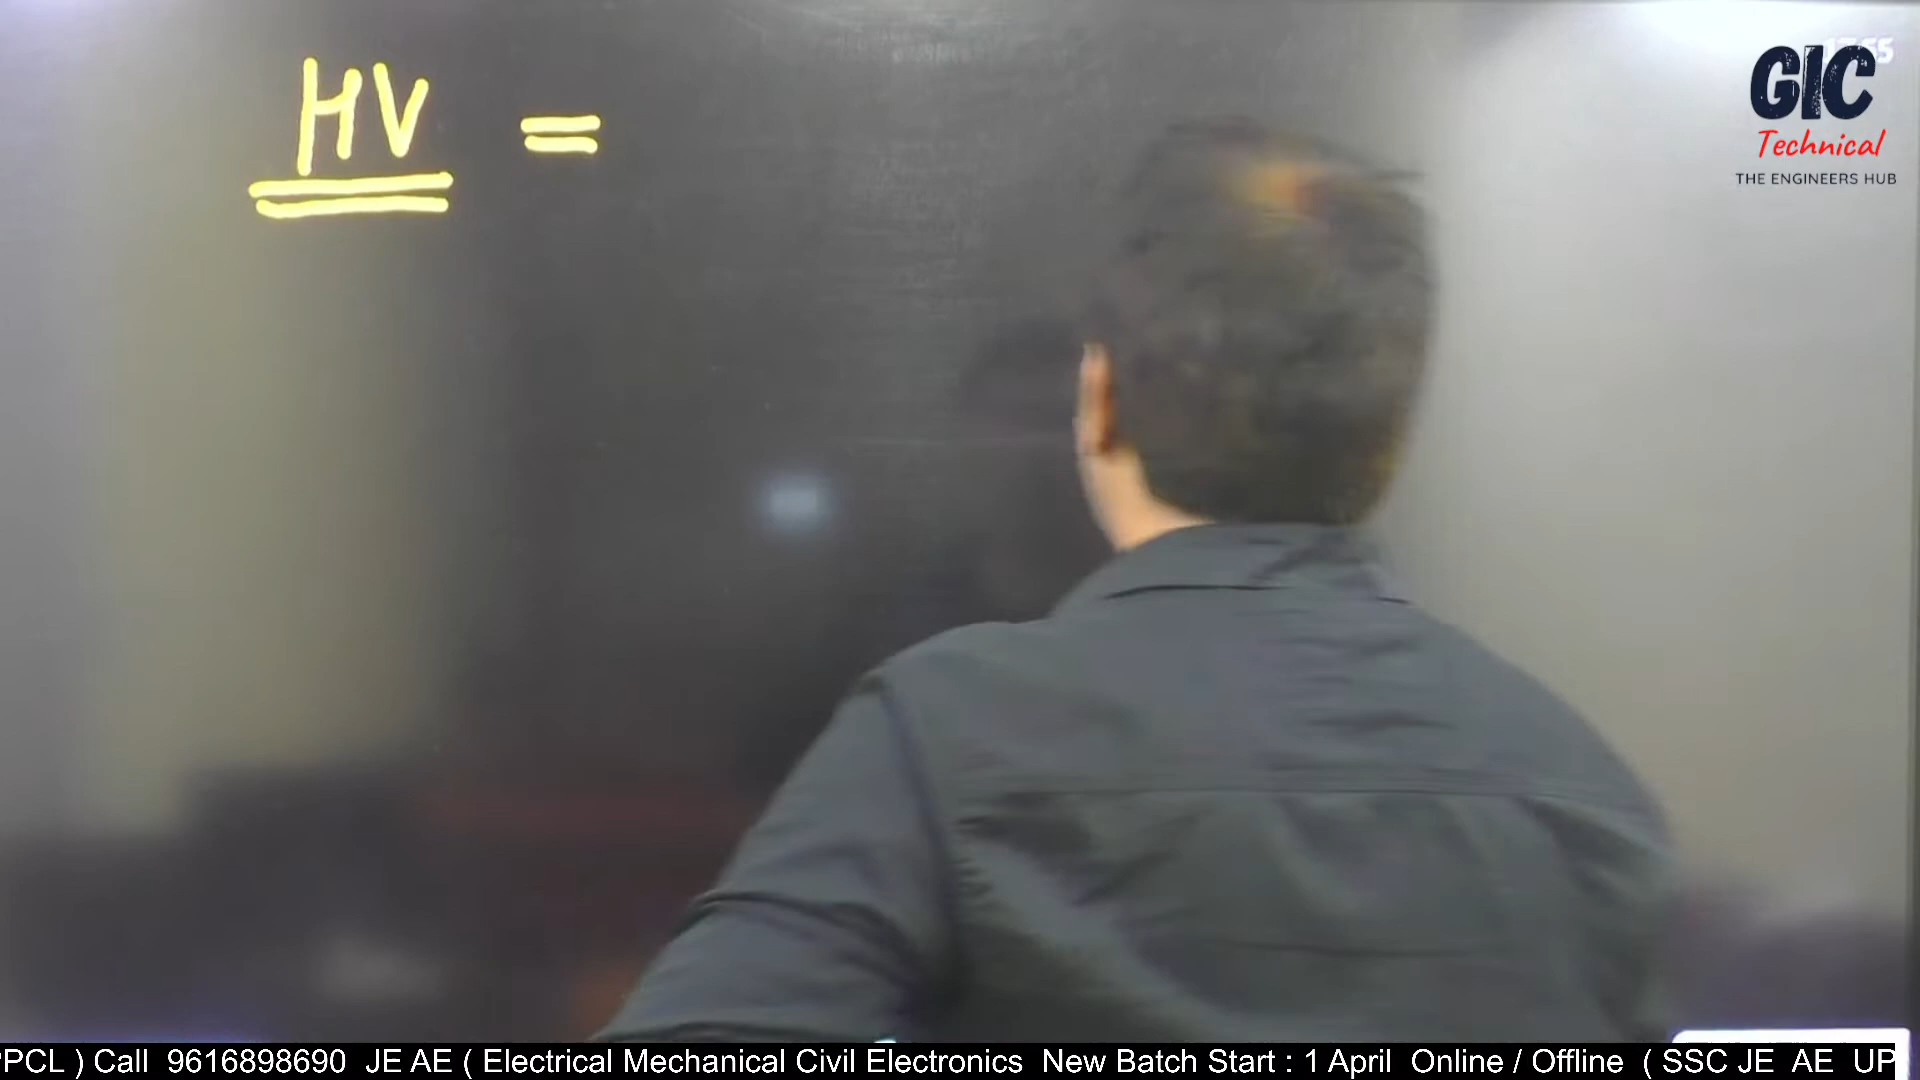 HV =
GIC
Technical
THE ENGINEERS HUB
PCL ) Call 9616898690 JE AE ( Electrical Mechanical Civil Electronics New Batch Start : 1 April Online / Offline ( SSC JE AE UP